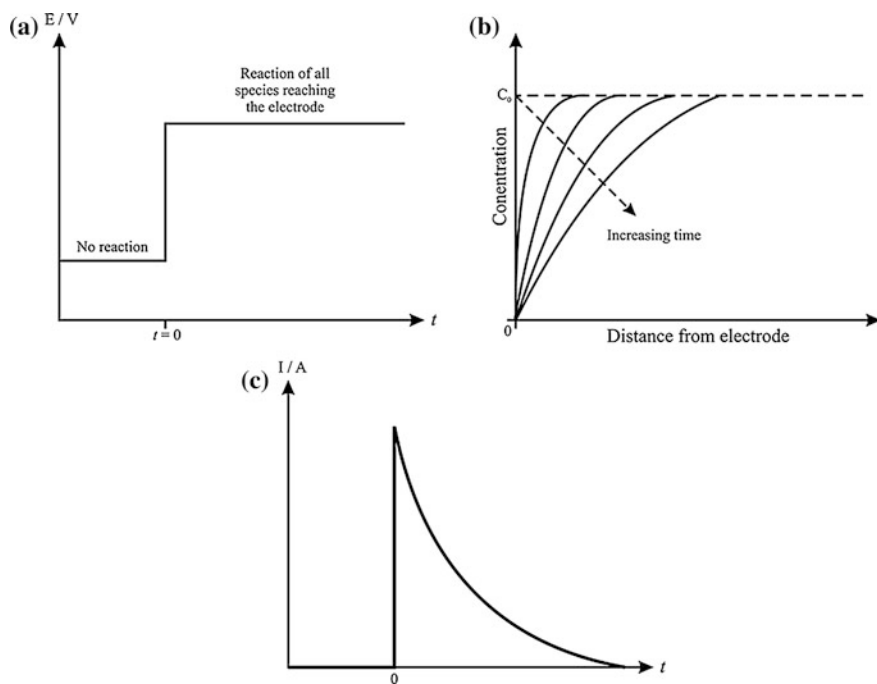 (a)
E / V
Reaction of all
species reaching
the electrode
No reaction
t = 0
t
(b)
C₀
Conentration
Increasing time
0
Distance from electrode
(c)
I / A
0
t